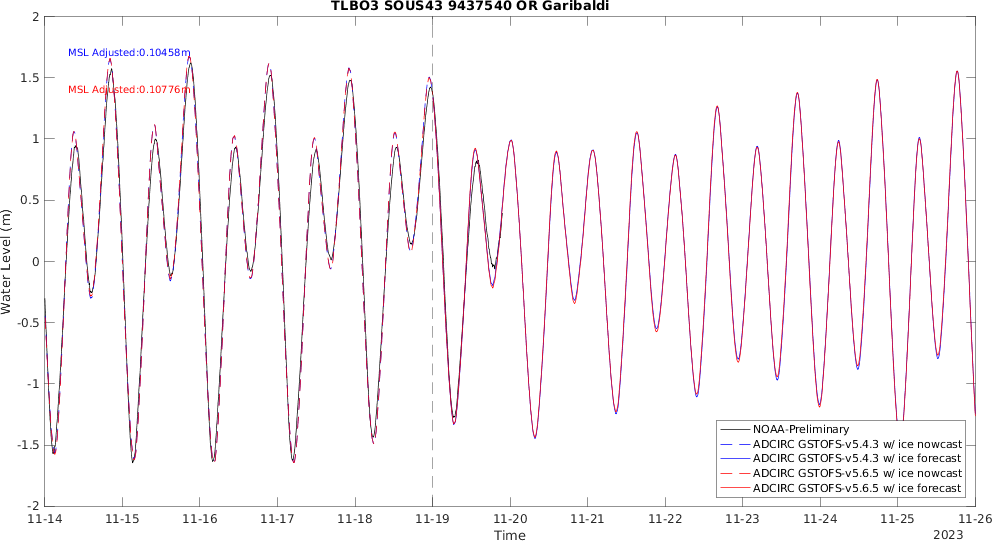 TLBO3 SOUS43 9437540 OR Garibaldi
2
1.5
1
0.5
0
-0.5
-1
-1.5
-2
Water Level (m)
MSL Adjusted:0.10458m
MSL Adjusted:0.10776m
NOAA-Preliminary
ADCIRC GSTOFS-v5.4.3 w/ ice nowcast
ADCIRC GSTOFS-v5.4.3 w/ ice forecast
ADCIRC GSTOFS-v5.6.5 w/ ice nowcast
ADCIRC GSTOFS-v5.6.5 w/ ice forecast
11-14 11-15 11-16 11-17 11-18 11-19 11-20 11-21 11-22 11-23 11-24 11-25 11-26
Time
2023